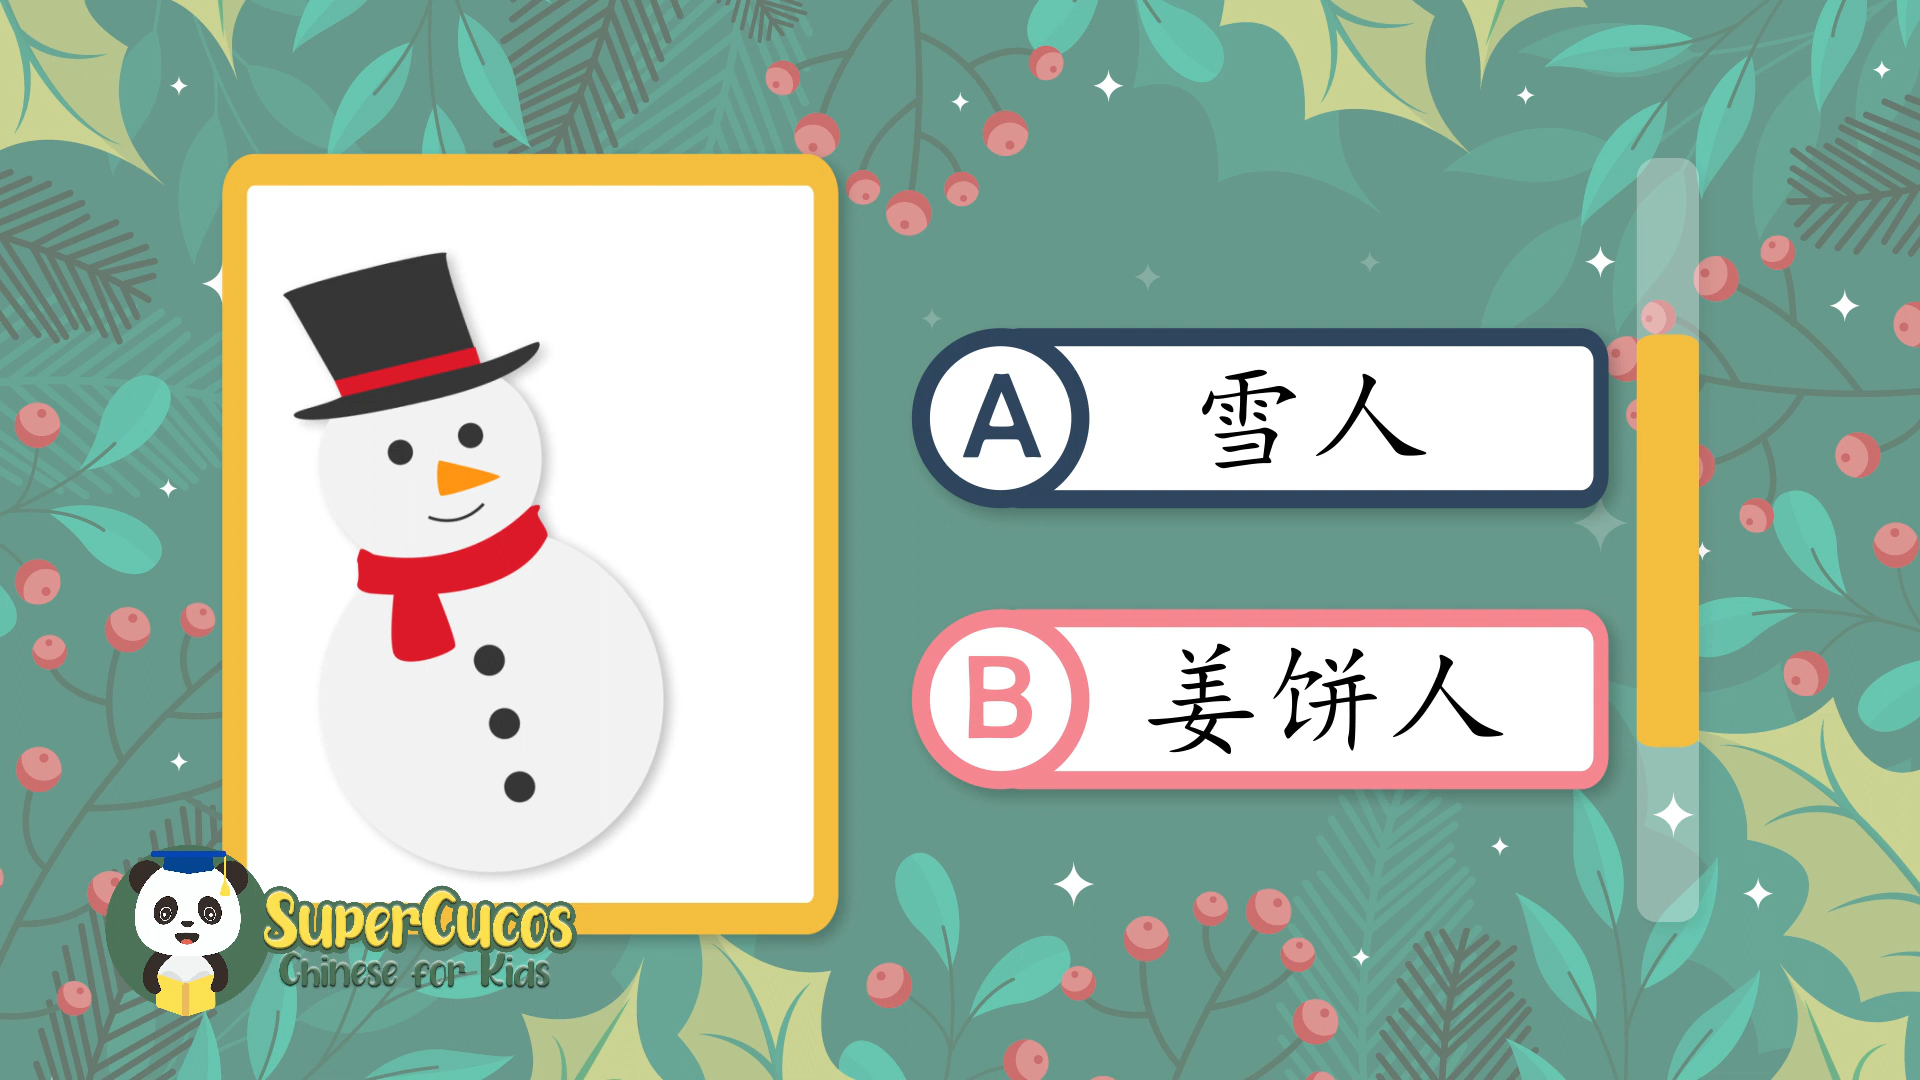 A 雪人
B 姜饼人
SuperCucos
Chinese for Kids